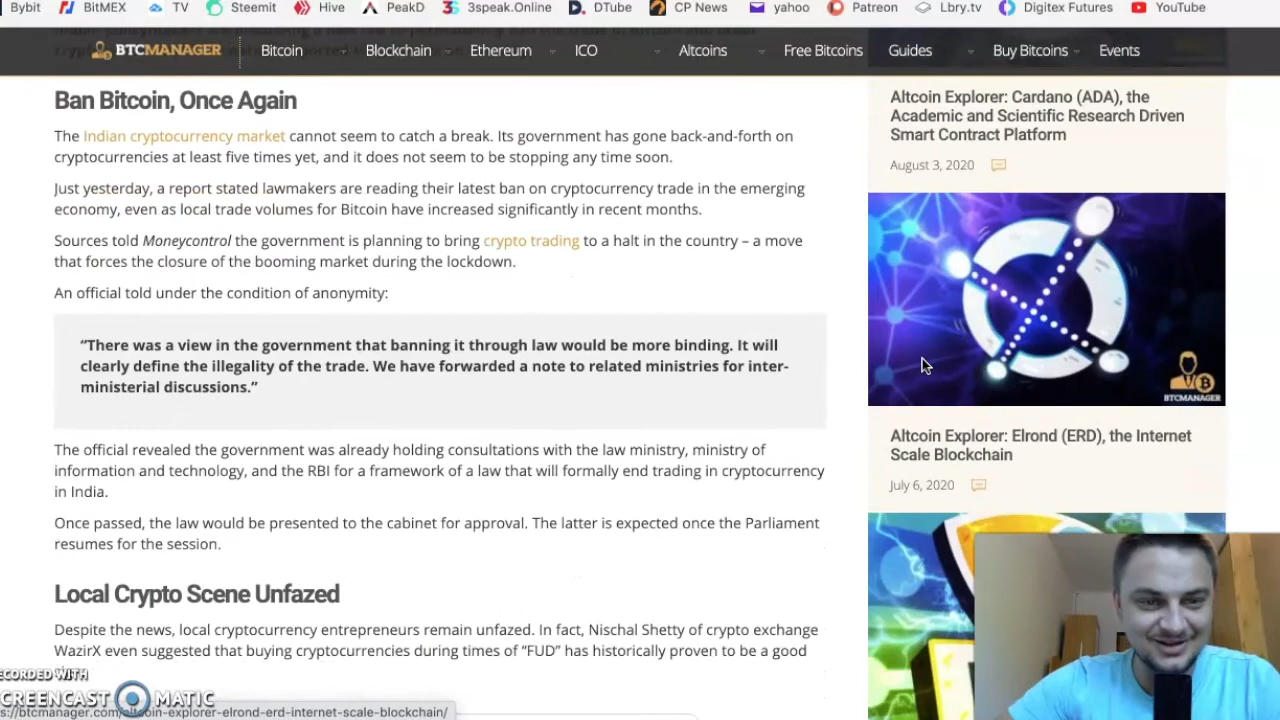 Bybit BitMEX TV Steemit Hive PeakD 3speak.Online DTube CP News yahoo Patreon Lbry.tv Digitex Futures YouTube
BTCMANAGER Bitcoin Blockchain Ethereum ICO Altcoins Free Bitcoins Guides Buy Bitcoins Events
Ban Bitcoin, Once Again
The Indian cryptocurrency market cannot seem to catch a break. Its government has gone back-and-forth on
cryptocurrencies at least five times yet, and it does not seem to be stopping any time soon.
Just yesterday, a report stated lawmakers are reading their latest ban on cryptocurrency trade in the emerging
economy, even as local trade volumes for Bitcoin have increased significantly in recent months.
Sources told Moneycontrol the government is planning to bring crypto trading to a halt in the country – a move
that forces the closure of the booming market during the lockdown.
An official told under the condition of anonymity:
“There was a view in the government that banning it through law would be more binding. It will
clearly define the illegality of the trade. We have forwarded a note to related ministries for inter-
ministerial discussions.”
The official revealed the government was already holding consultations with the law ministry, ministry of
information and technology, and the RBI for a framework of a law that will formally end trading in cryptocurrency
in India.
Once passed, the law would be presented to the cabinet for approval. The latter is expected once the Parliament
resumes for the session.
Local Crypto Scene Unfazed
Despite the news, local cryptocurrency entrepreneurs remain unfazed. In fact, Nischal Shetty of crypto exchange
WazirX even suggested that buying cryptocurrencies during times of “FUD” has historically proven to be a good
Altcoin Explorer: Cardano (ADA), the
Academic and Scientific Research Driven
Smart Contract Platform
August 3, 2020
BTCMANAGER
Altcoin Explorer: Elrond (ERD), the Internet
Scale Blockchain
July 6, 2020
ECORDED WITH
CREENCAST MATIC
s://btcmanager.com/altcoin-explorer-elrond-erd-internet-scale-blockchain/